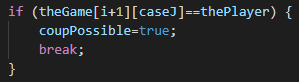 if (theGame[i+1][caseJ]==thePlayer) {
    coupPossible=true;
    break;
}